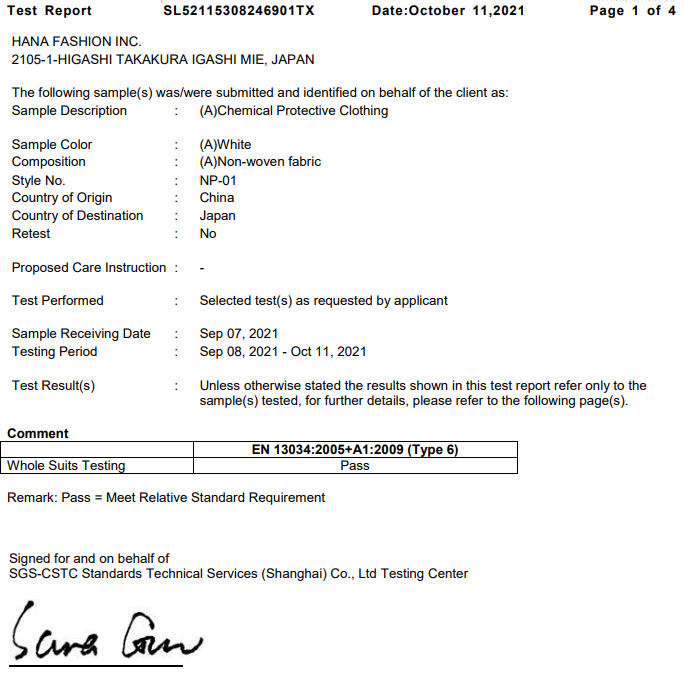 Test Report SL52115308246901TX Date:October 11,2021 Page 1 of 4
HANA FASHION INC.
2105-1-HIGASHI TAKAKURA IGASHI MIE, JAPAN
The following sample(s) was/were submitted and identified on behalf of the client as:
Sample Description : (A)Chemical Protective Clothing
Sample Color : (A)White
Composition : (A)Non-woven fabric
Style No. : NP-01
Country of Origin : China
Country of Destination : Japan
Retest : No
Proposed Care Instruction : -
Test Performed : Selected test(s) as requested by applicant
Sample Receiving Date : Sep 07, 2021
Testing Period : Sep 08, 2021 - Oct 11, 2021
Test Result(s) : Unless otherwise stated the results shown in this test report refer only to the
sample(s) tested, for further details, please refer to the following page(s).
Comment
EN 13034:2005+A1:2009 (Type 6)
Whole Suits Testing Pass
Remark: Pass = Meet Relative Standard Requirement
Signed for and on behalf of
SGS-CSTC Standards Technical Services (Shanghai) Co., Ltd Testing Center
Sara